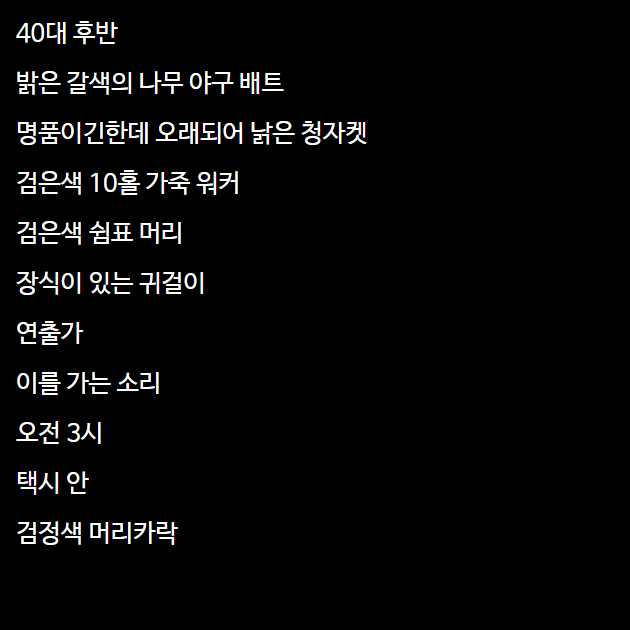 40대 후반
밝은 갈색의 나무 야구 배트
명품이긴한데 오래되어 낡은 청자켓
검은색 10홀 가죽 워커
검은색 쉼표 머리
장식이 있는 귀걸이
연출가
이를 가는 소리
오전 3시
택시 안
검정색 머리카락